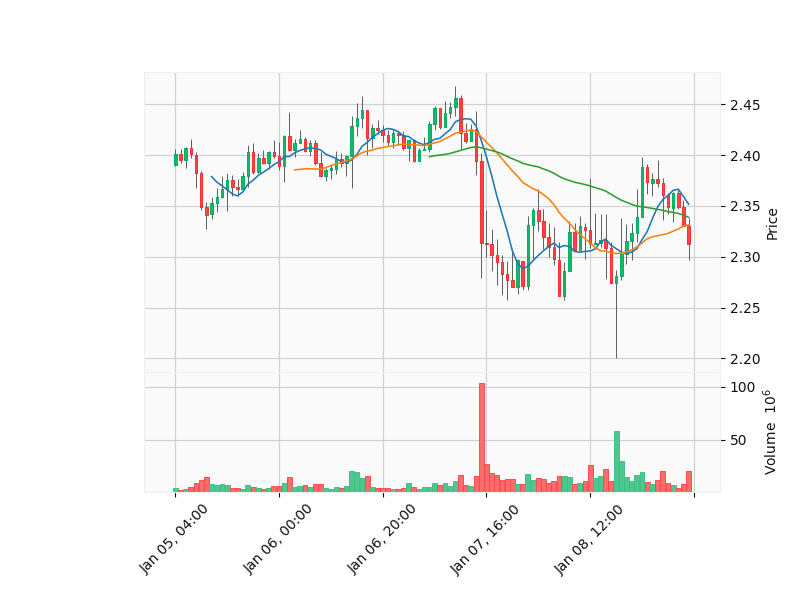 2.45
2.40
2.35
2.30
2.25
2.20
Price
100
50
Volume 10^6
Jan 05, 04:00
Jan 06, 00:00
Jan 06, 20:00
Jan 07, 16:00
Jan 08, 12:00